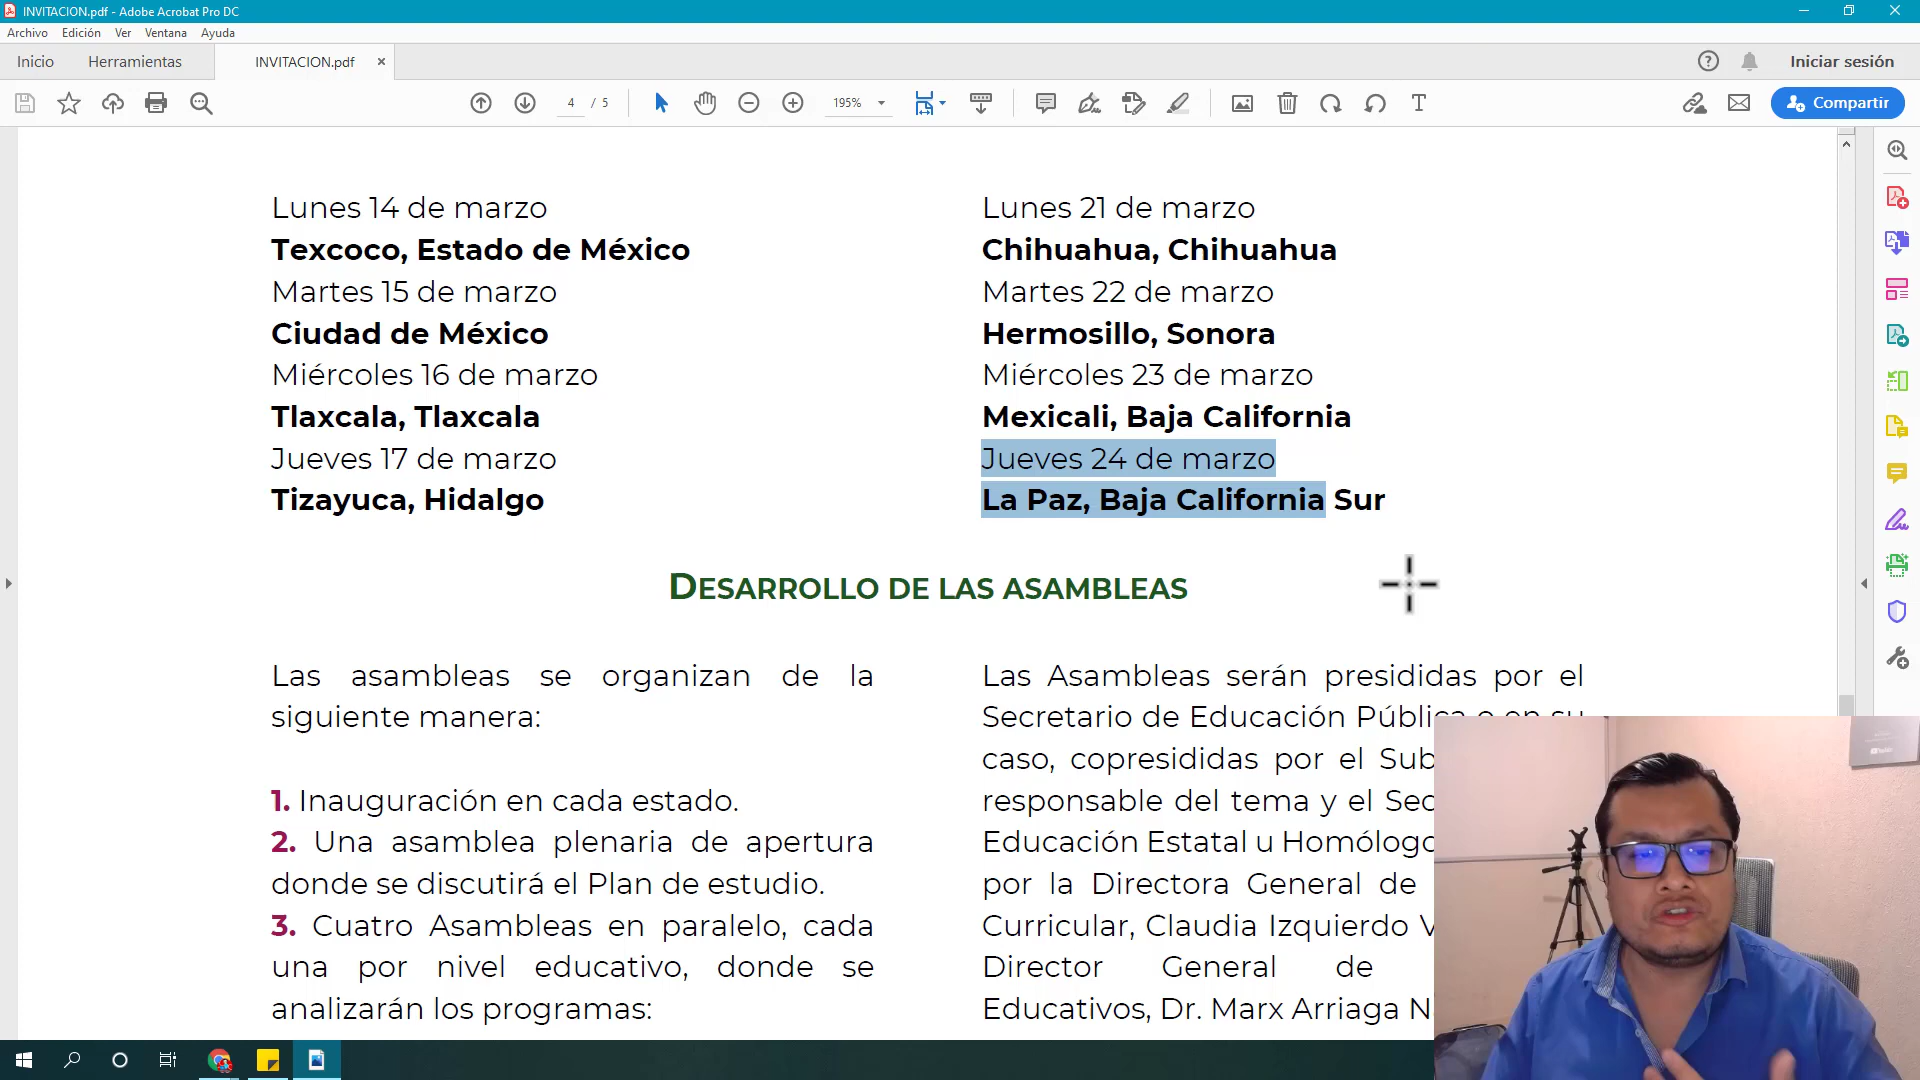 INVITACION.pdf - Adobe Acrobat Pro DC
Archivo Edición Ver Ventana Ayuda
Inicio Herramientas INVITACION.pdf × Iniciar sesión
4 / 5 195% Compartir
Lunes 14 de marzo
Texcoco, Estado de México
Martes 15 de marzo
Ciudad de México
Miércoles 16 de marzo
Tlaxcala, Tlaxcala
Jueves 17 de marzo
Tizayuca, Hidalgo
Lunes 21 de marzo
Chihuahua, Chihuahua
Martes 22 de marzo
Hermosillo, Sonora
Miércoles 23 de marzo
Mexicali, Baja California
Jueves 24 de marzo
La Paz, Baja California Sur
DESARROLLO DE LAS ASAMBLEAS
Las asambleas se organizan de la
siguiente manera:
1. Inauguración en cada estado.
2. Una asamblea plenaria de apertura
donde se discutirá el Plan de estudio.
3. Cuatro Asambleas en paralelo, cada
una por nivel educativo, donde se
analizarán los programas:
Las Asambleas serán presididas por el
Secretario de Educación Pública o en su
caso, copresididas por el Sub
responsable del tema y el Sec
Educación Estatal u Homólogo
por la Directora General de
Curricular, Claudia Izquierdo V
Director General de
Educativos, Dr. Marx Arriaga N